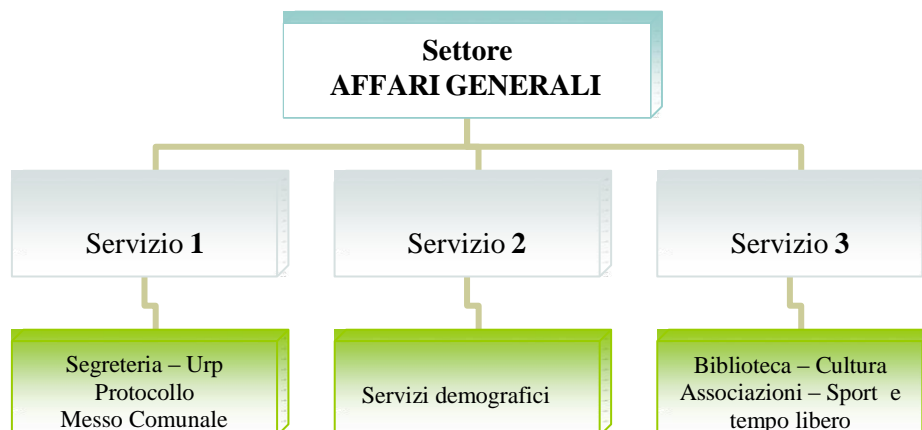 Settore
AFFARI GENERALI
Servizio 1
Servizio 2
Servizio 3
Segreteria – Urp
Protocollo
Messo Comunale
Servizi demografici
Biblioteca – Cultura
Associazioni – Sport e
tempo libero